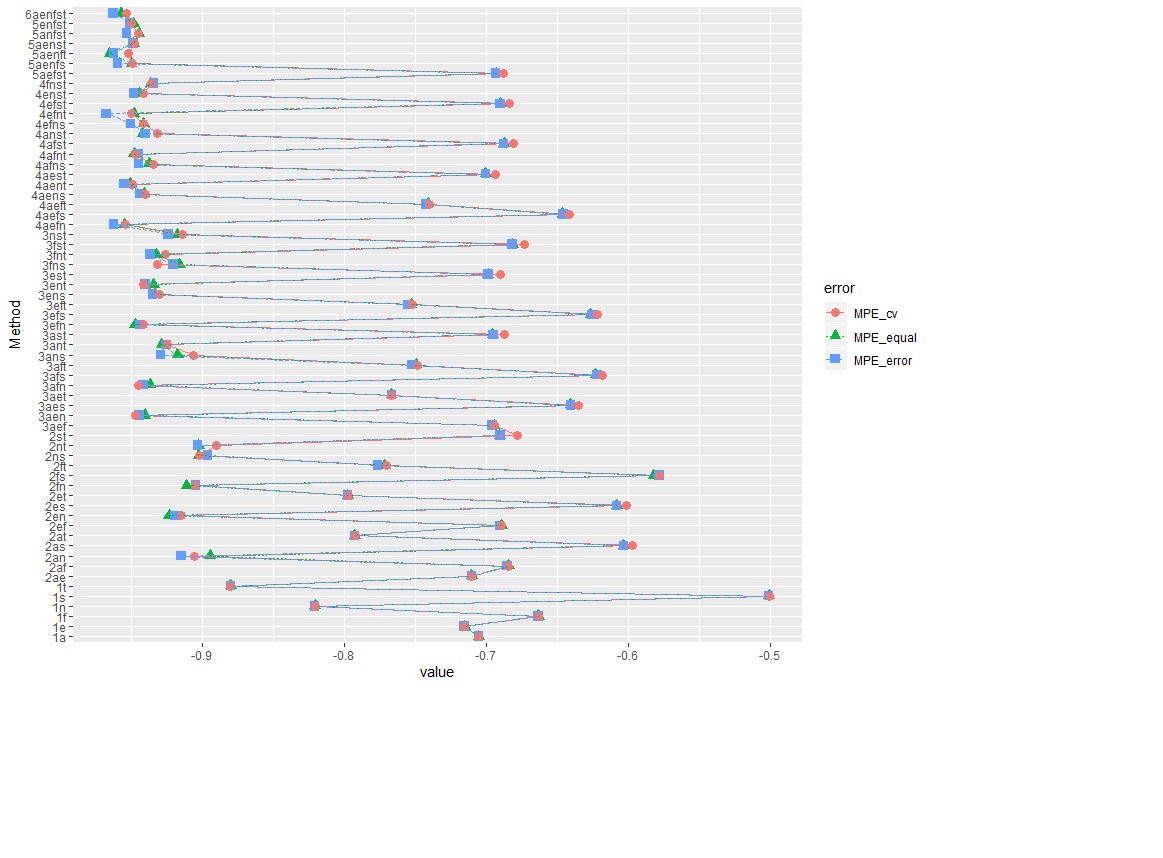 6aenfst
5enfst
5anfst
5aenst
5aenft
5aenfs
5aefst
4fnst
4enst
4efst
4efnt
4efns
4anst
4afst
4afnt
4afns
4aest
4aent
4aens
4aeft
4aefs
4aefn
3nst
3fst
3fnt
3fns
3est
3ent
3ens
3eft
3efs
3efn
3ast
3ant
3ans
3aft
3afs
3afn
3aet
3aes
3aen
3aef
2st
2nt
2ns
2ft
2fs
2fn
2et
2es
2en
2ef
2at
2as
2an
2af
2ae
1t
1s
1n
1f
1e
1a
Method
-0.9 -0.8 -0.7 -0.6 -0.5
value
error
MPE_cv
MPE_equal
MPE_error